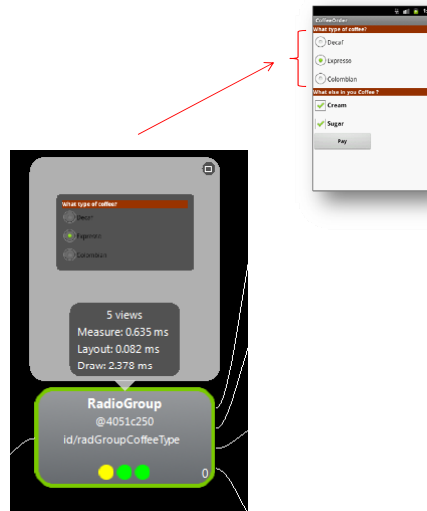 CoffeeOrder
What type of coffee?
Decaf
Expresso
Colombian
What else in you Coffee ?
Cream
Sugar
Pay
What type of coffee?
Decaf
Expresso
Colombian
5 views
Measure: 0.635 ms
Layout: 0.082 ms
Draw: 2.378 ms
RadioGroup
@4051c250
id/radGroupCoffeeType
0